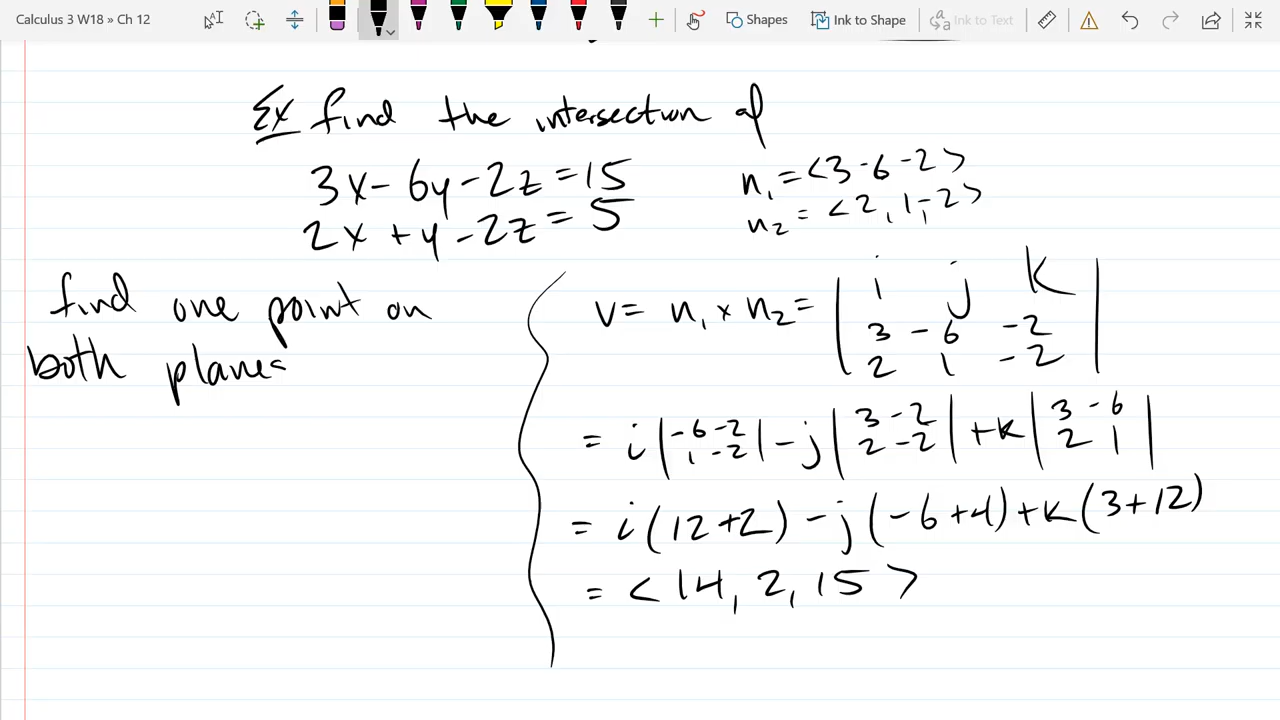 Calculus 3 W18 » Ch 12
Shapes
Ink to Shape
Ink to Text
Ex find the intersection of
3x - 6y - 2z = 15
2x + y - 2z = 5
n₁ = <3 -6 -2>
n₂ = <2, 1, -2>
find one point on
both planes
v = n₁ × n₂ = | i j k |
| 3 -6 -2 |
| 2 1 -2 |
= i | -6 -2 | - j | 3 -2 | + k | 3 -6 |
| 1 -2 | | 2 -2 | | 2 1 |
= i(12+2) - j(-6+4) + k(3+12)
= <14, 2, 15>